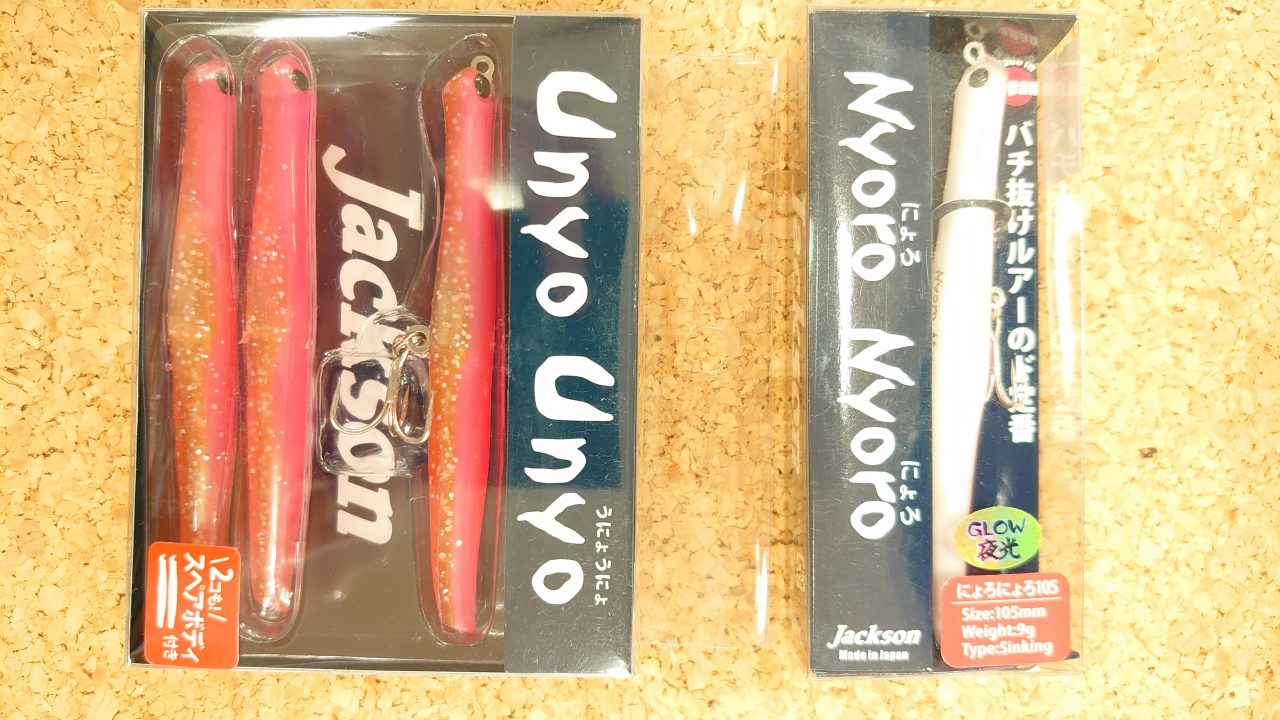 Unyo Unyo
うにょうにょ
Jackson
\2コも!/
スペアボディ
付き
Nyoro Nyoro
にょろ にょろ
Jackson
Made in Japan
バチ抜けルアーのド定番
GLOW
夜光
にょろにょろ105
Size:105mm
Weight:9g
Type:Sinking